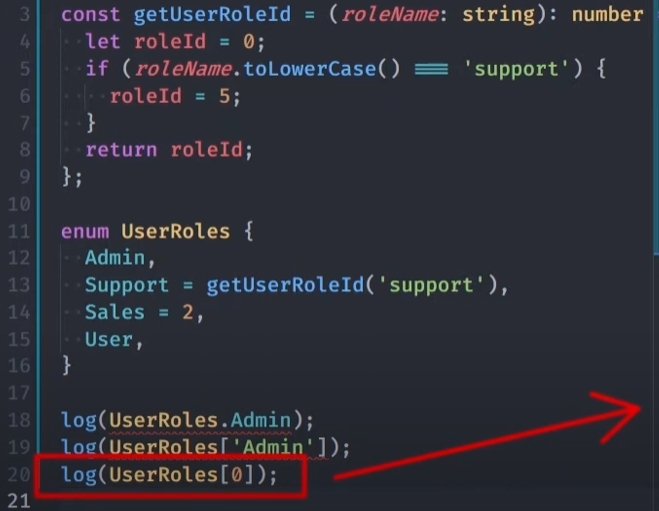 3 const getUserRoleId = (roleName: string): number
4 let roleId = 0;
5 if (roleName.toLowerCase() === 'support') {
6 roleId = 5;
7 }
8 return roleId;
9 };
10
11 enum UserRoles {
12 Admin,
13 Support = getUserRoleId('support'),
14 Sales = 2,
15 User,
16 }
17
18 log(UserRoles.Admin);
19 log(UserRoles['Admin']);
20 log(UserRoles[0]);
21